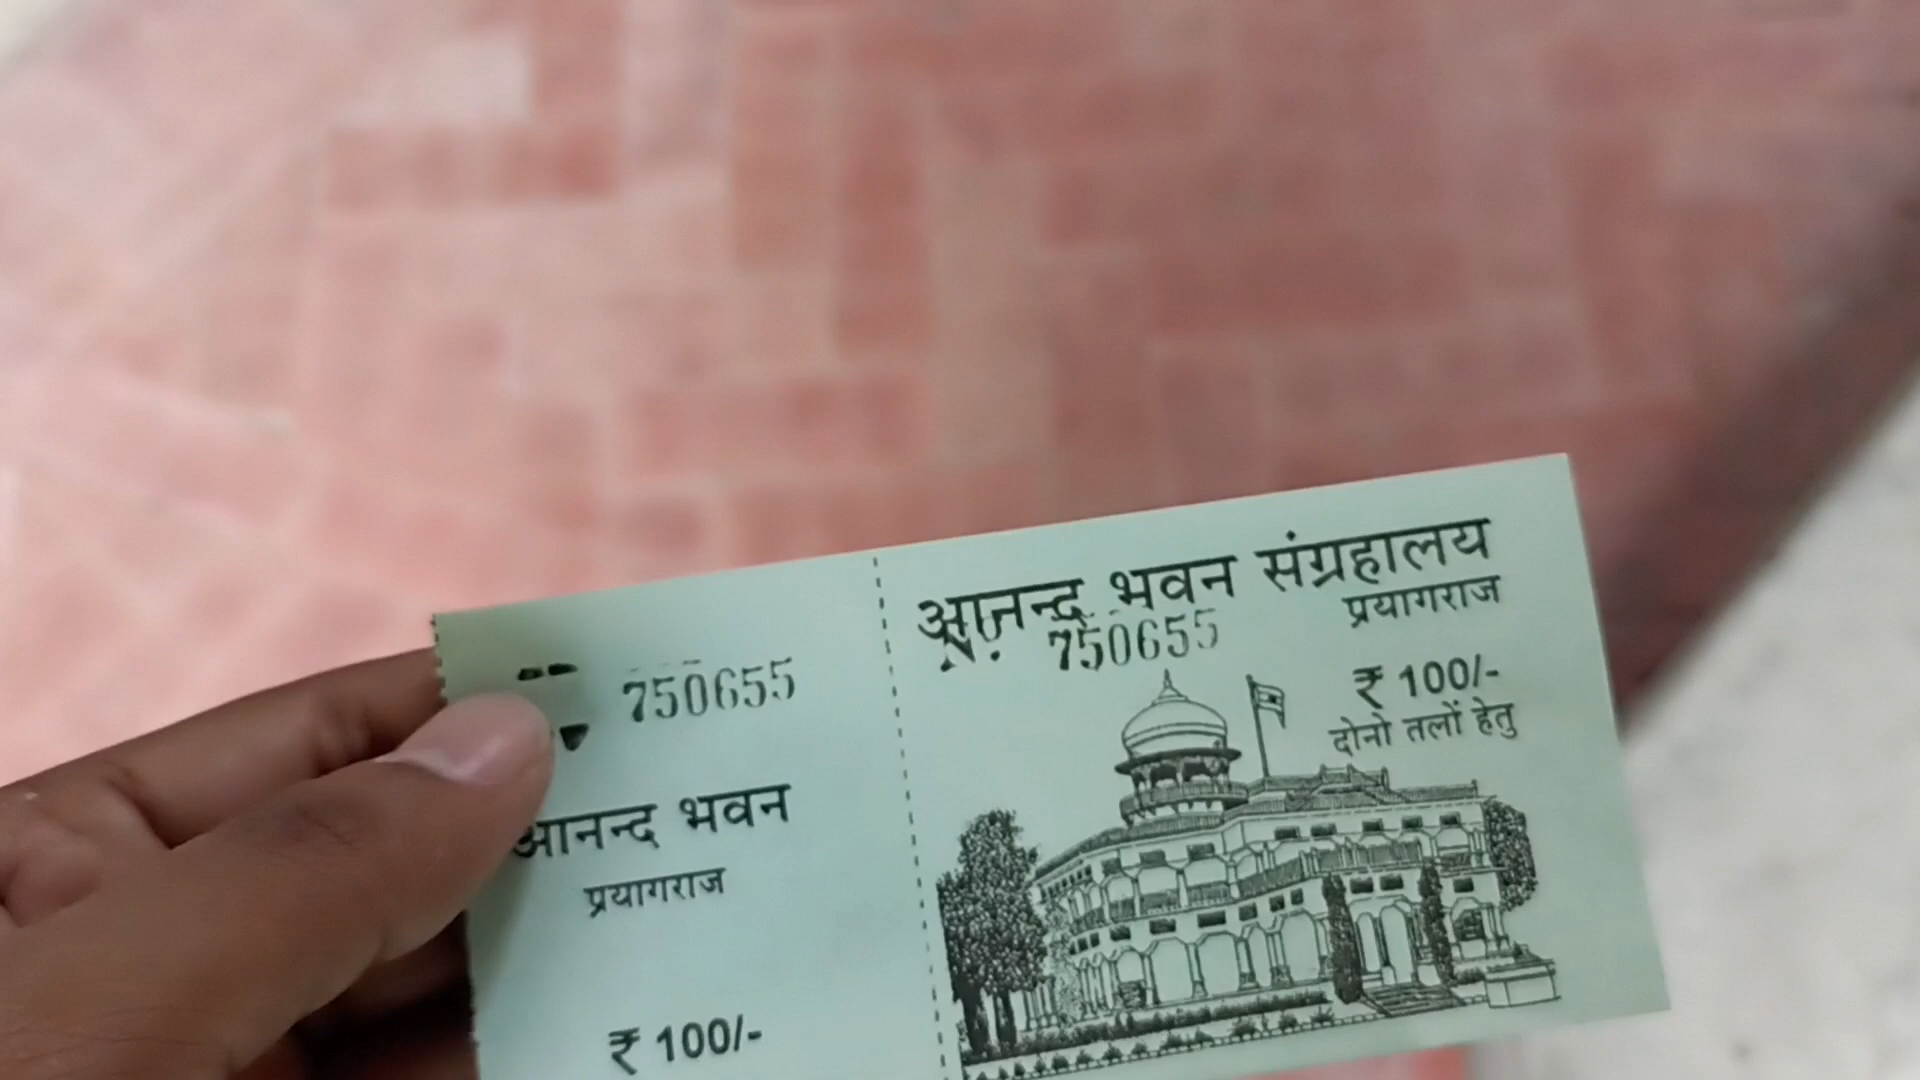 750655
आनन्द भवन
प्रयागराज
₹ 100/-
आनन्द भवन संग्रहालय
प्रयागराज
No. 750655
₹ 100/-
दोनो तलों हेतु